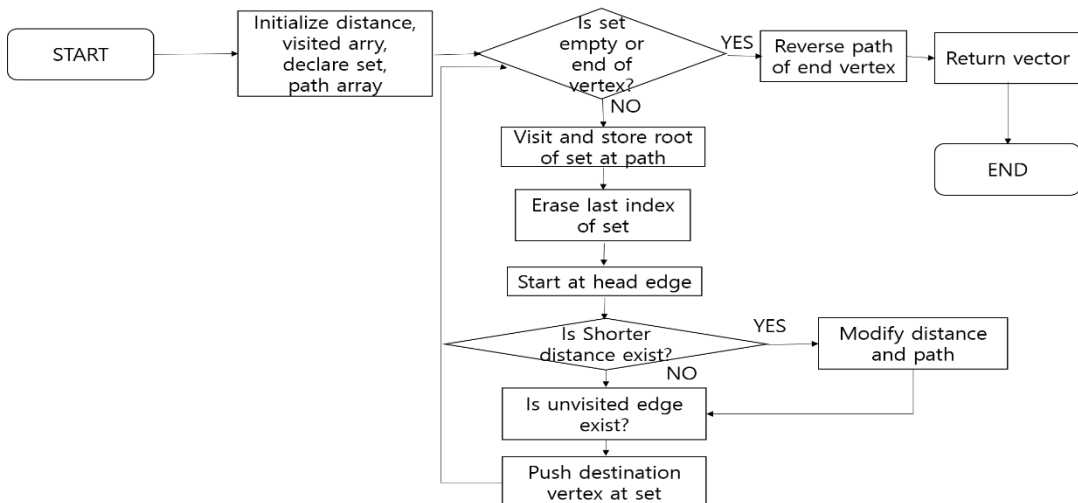 START
Initialize distance,
visited arry,
declare set,
path array
Is set
empty or
end of
vertex?
YES
Reverse path
of end vertex
Return vector
END
NO
Visit and store root
of set at path
Erase last index
of set
Start at head edge
Is Shorter
distance exist?
YES
Modify distance
and path
NO
Is unvisited edge
exist?
Push destination
vertex at set